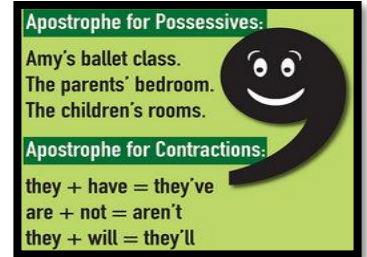 Apostrophe for Possessives:
Amy's ballet class.
The parents' bedroom.
The children's rooms.
Apostrophe for Contractions:
they + have = they've
are + not = aren't
they + will = they'll